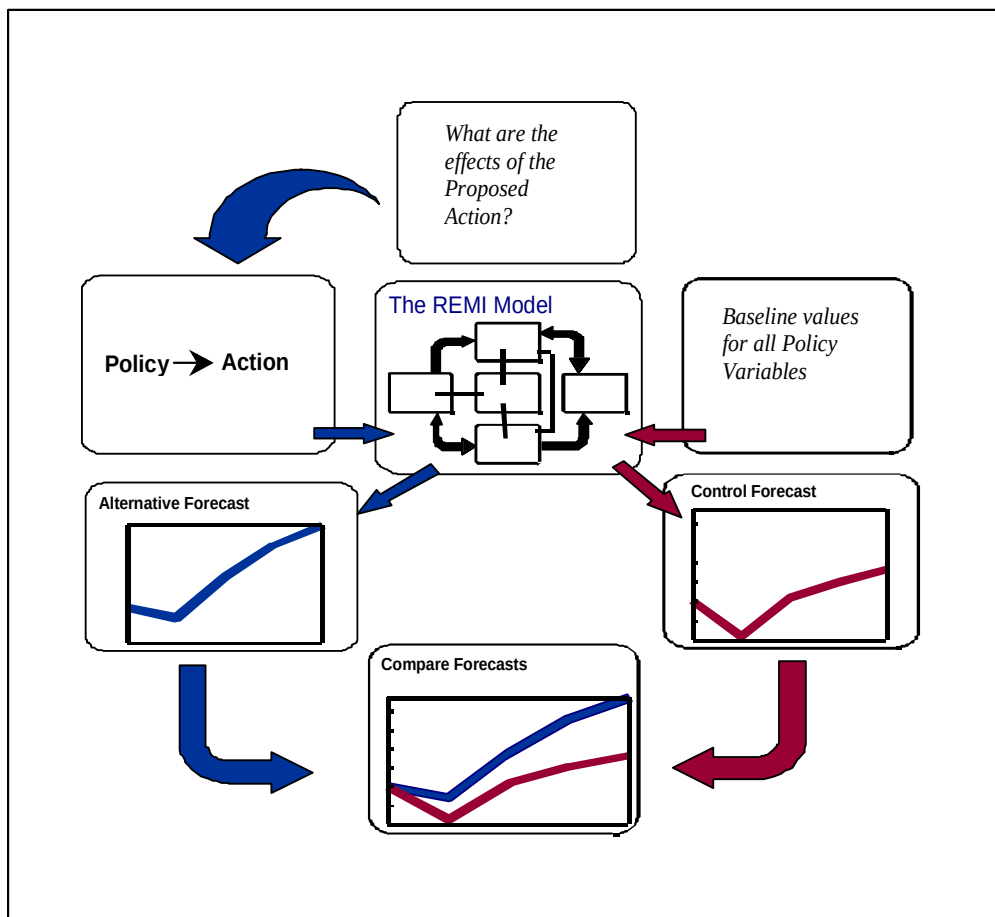 What are the
effects of the
Proposed
Action?
The REMI Model
Policy Action
Baseline values
for all Policy
Variables
Alternative Forecast
Control Forecast
Compare Forecasts